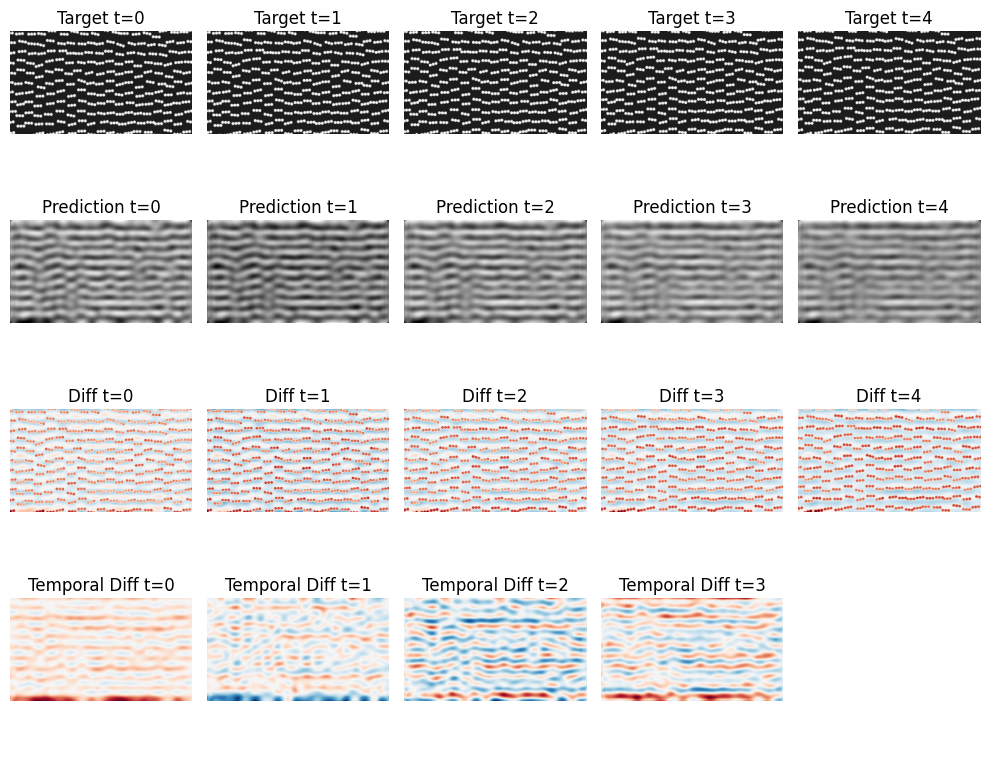 Target t=0 Target t=1 Target t=2 Target t=3 Target t=4
Prediction t=0 Prediction t=1 Prediction t=2 Prediction t=3 Prediction t=4
Diff t=0 Diff t=1 Diff t=2 Diff t=3 Diff t=4
Temporal Diff t=0 Temporal Diff t=1 Temporal Diff t=2 Temporal Diff t=3